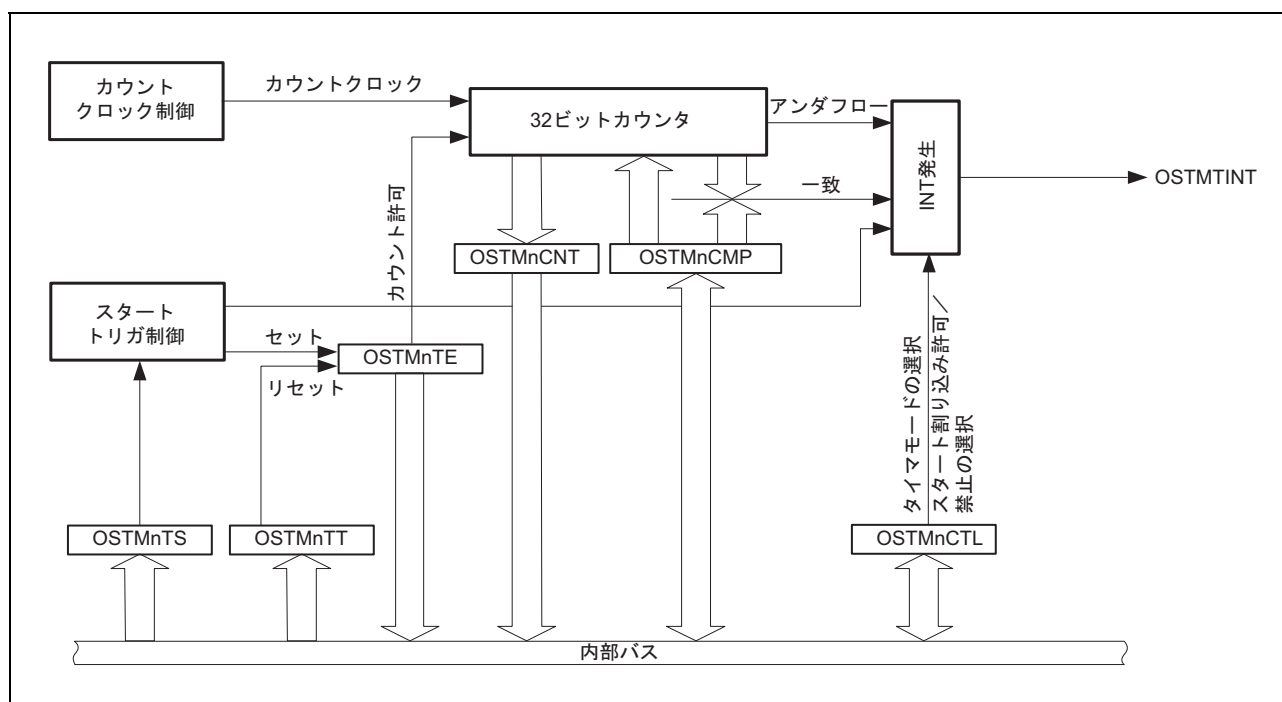 カウント
クロック制御
カウントクロック
32ビットカウンタ
アンダフロー
INT発生
OSTMTINT
一致
カウント許可
OSTMnCNT
OSTMnCMP
スタート
トリガ制御
セット
OSTMnTE
リセット
タイマモードの選択
スタート割り込み許可／
禁止の選択
OSTMnTS
OSTMnTT
OSTMnCTL
内部バス